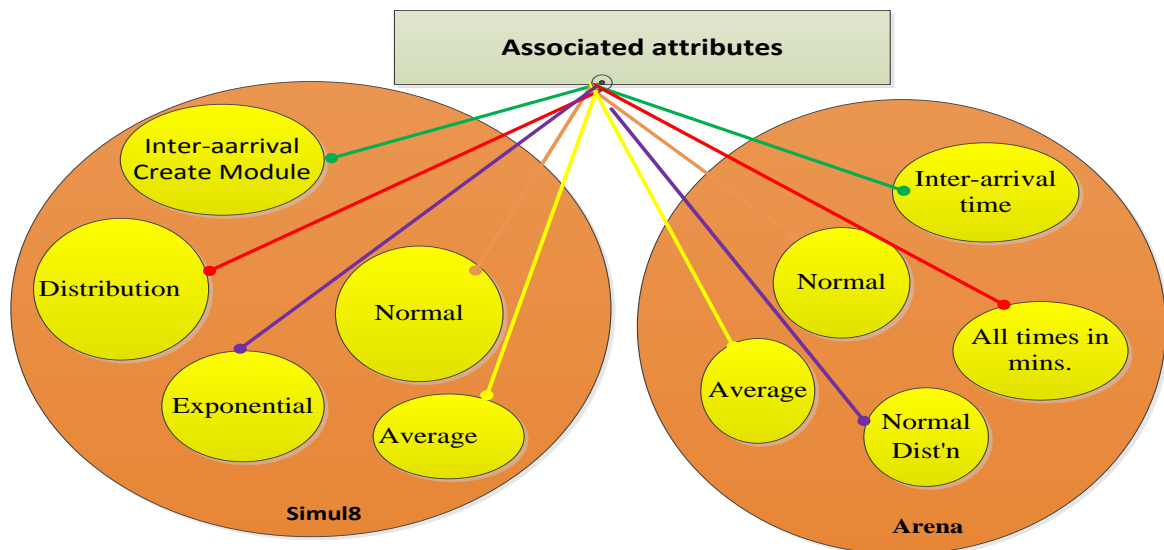 Associated attributes
Inter-aarrival
Create Module
Distribution
Normal
Exponential
Average
Simul8
Inter-arrival
time
Normal
All times in
mins.
Average
Normal
Dist'n
Arena